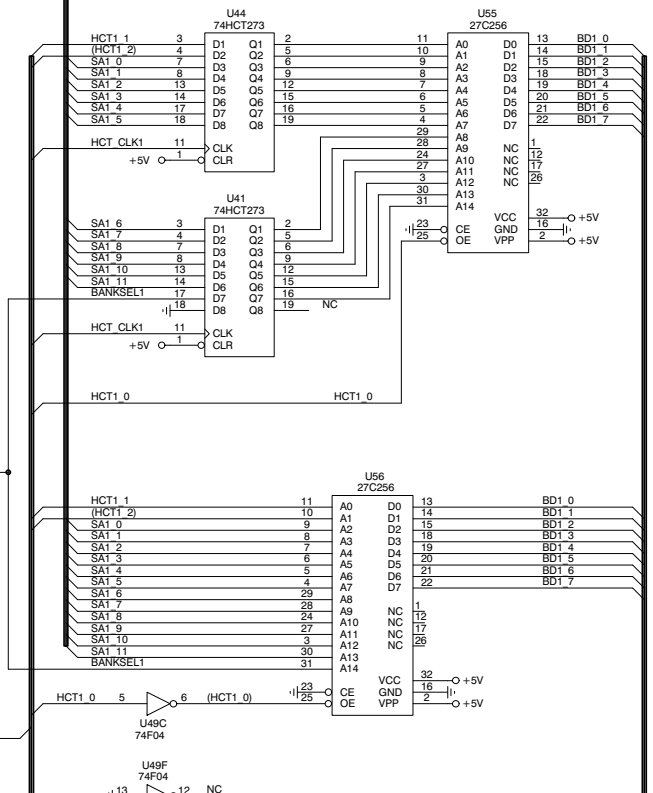 U44
74HCT273
HCT1_1 3 D1 Q1 2
(HCT1_2) 4 D2 Q2 5
SA1_0 7 D3 Q3 6
SA1_1 8 D4 Q4 9
SA1_2 13 D5 Q5 12
SA1_3 14 D6 Q6 15
SA1_4 17 D7 Q7 16
SA1_5 18 D8 Q8 19
HCT_CLK1 11 CLK
+5V 1 CLR
U55
27C256
11 A0 D0 13 BD1_0
10 A1 D1 14 BD1_1
9 A2 D2 15 BD1_2
8 A3 D3 18 BD1_3
7 A4 D4 19 BD1_4
6 A5 D5 20 BD1_5
5 A6 D6 21 BD1_6
4 A7 D7 22 BD1_7
29 A8
28 A9 NC 1
24 A10 NC 12
27 A11 NC 17
3 A12 NC 26
30 A13
31 A14
VCC 32 +5V
23 CE GND 16
25 OE VPP 2 +5V
U41
74HCT273
SA1_6 3 D1 Q1 2
SA1_7 4 D2 Q2 5
SA1_8 7 D3 Q3 6
SA1_9 8 D4 Q4 9
SA1_10 13 D5 Q5 12
SA1_11 14 D6 Q6 15
BANKSEL1 17 D7 Q7 16
18 D8 Q8 19 NC
HCT_CLK1 11 CLK
+5V 1 CLR
HCT1_0 HCT1_0
U56
27C256
HCT1_1 11 A0 D0 13 BD1_0
(HCT1_2) 10 A1 D1 14 BD1_1
SA1_0 9 A2 D2 15 BD1_2
SA1_1 8 A3 D3 18 BD1_3
SA1_2 7 A4 D4 19 BD1_4
SA1_3 6 A5 D5 20 BD1_5
SA1_4 5 A6 D6 21 BD1_6
SA1_5 4 A7 D7 22 BD1_7
SA1_6 29 A8
SA1_7 28 A9 NC 1
SA1_8 24 A10 NC 12
SA1_9 27 A11 NC 17
SA1_10 3 A12 NC 26
SA1_11 30 A13
BANKSEL1 31 A14
VCC 32 +5V
23 CE GND 16
25 OE VPP 2 +5V
HCT1_0 5 6 (HCT1_0)
U49C
74F04
U49F
74F04
13 12 NC